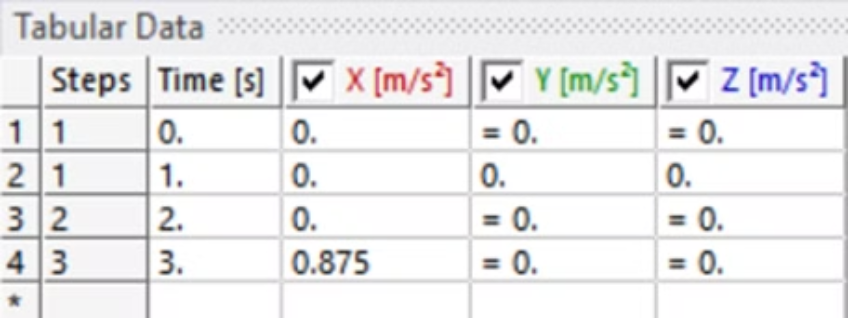 Tabular Data
Steps Time [s] X [m/s²] Y [m/s²] Z [m/s²]
1 1 0. 0. = 0. = 0.
2 1 1. 0. 0. 0.
3 2 2. 0. = 0. = 0.
4 3 3. 0.875 = 0. = 0.
*